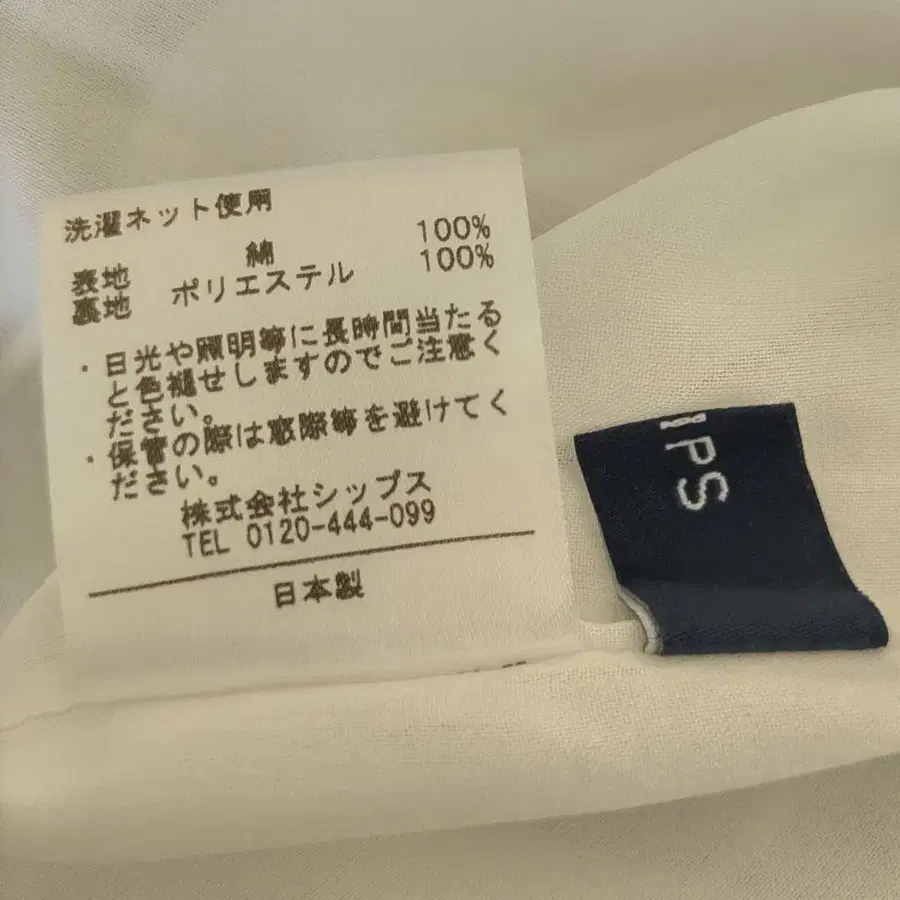 洗濯ネット使用
表地 綿 100%
裏地 ポリエステル 100%
・日光や照明等に長時間当たる
と色褪せしますのでご注意く
ださい。
・保管の際は窓際等を避けてく
ださい。
株式会社シップス
TEL 0120-444-099
日本製
IPS